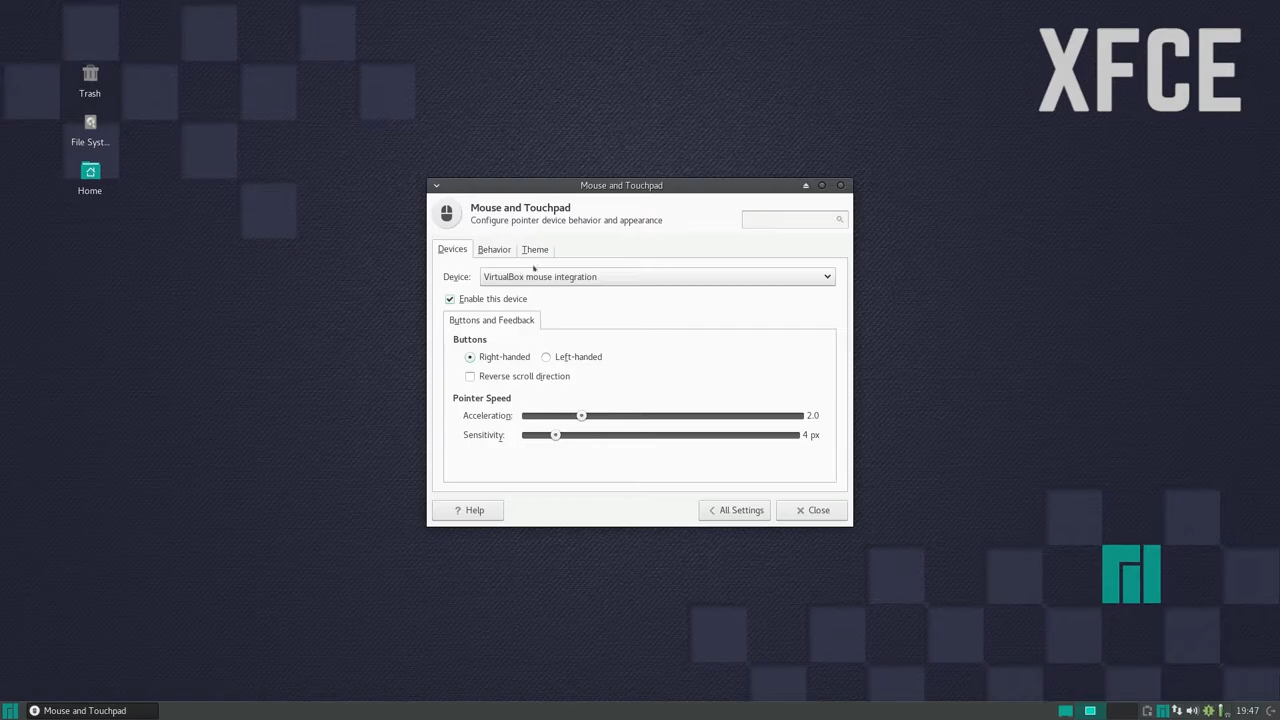 XFCE
Trash
File Syst...
Home
Mouse and Touchpad
Mouse and Touchpad
Configure pointer device behavior and appearance
Devices Behavior Theme
Device: VirtualBox mouse integration
Enable this device
Buttons and Feedback
Buttons
Right-handed Left-handed
Reverse scroll direction
Pointer Speed
Acceleration: 2.0
Sensitivity: 4 px
? Help All Settings Close
Mouse and Touchpad 19:47